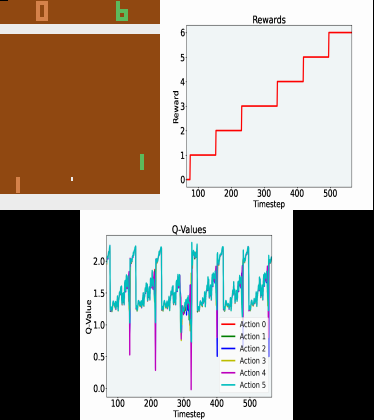 0 6
Rewards
6
5
4
3
2
1
0
Reward
100 200 300 400 500
Timestep
Q-Values
2.0
1.5
1.0
0.5
0.0
Q-Value
Action 0
Action 1
Action 2
Action 3
Action 4
Action 5
100 200 300 400 500
Timestep